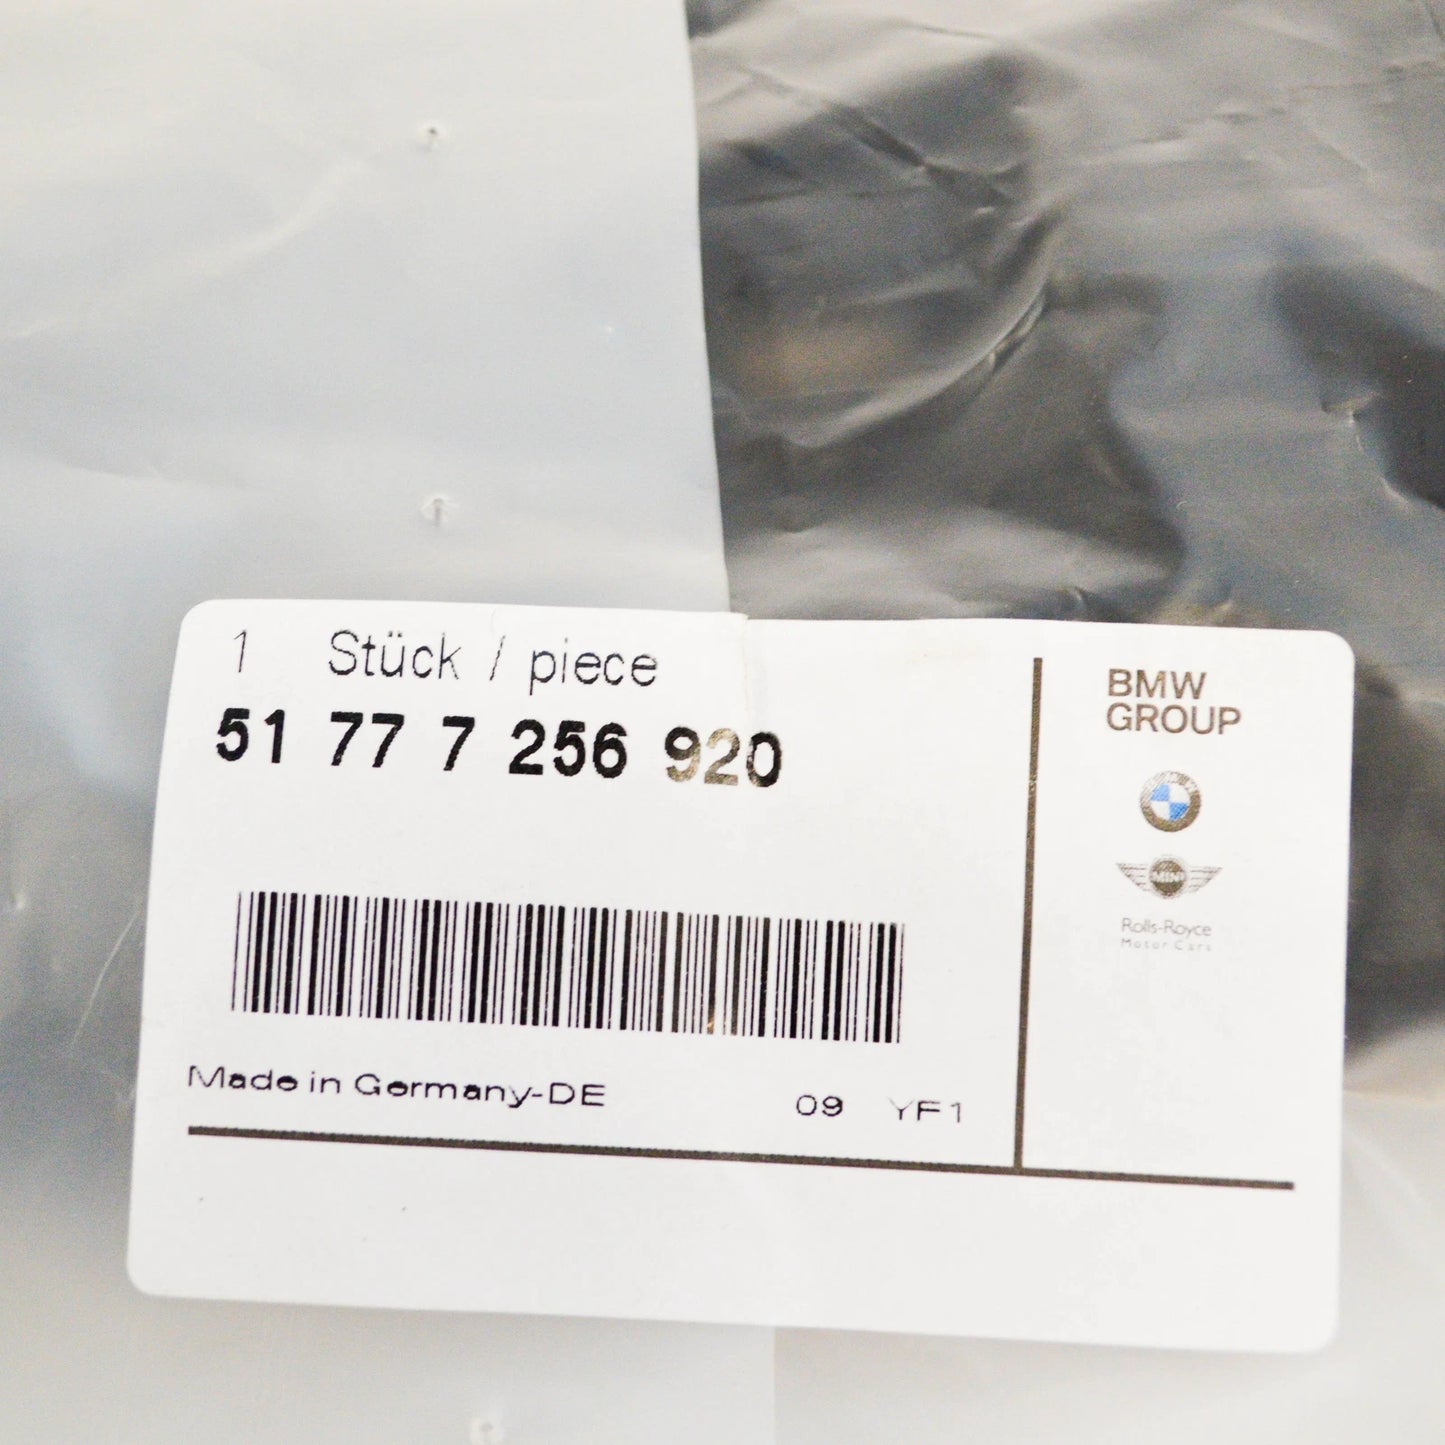 1 Stück / piece
51 77 7 256 920
Made in Germany-DE
09 YF1
BMW
GROUP
MINI
Rolls-Royce
Motor Cars